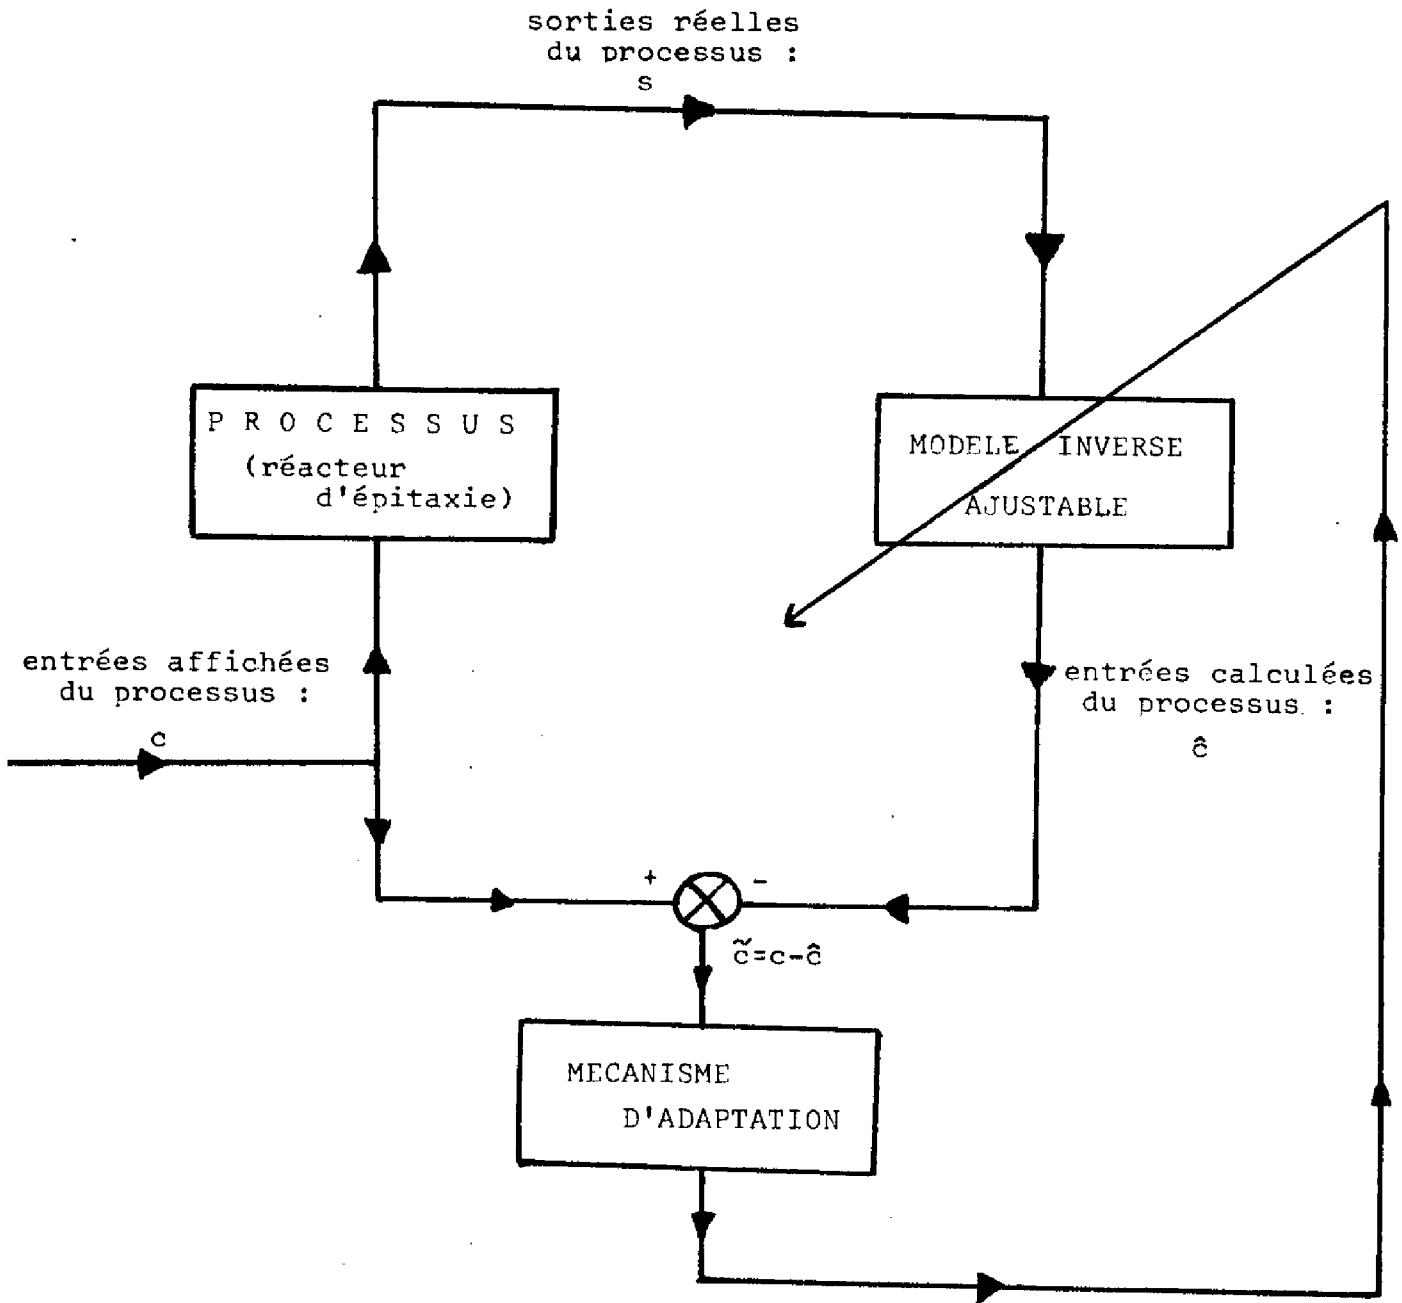 sorties réelles
du processus :
s
P R O C E S S U S
(réacteur
d'épitaxie)
MODELE INVERSE
AJUSTABLE
entrées affichées
du processus :
c
entrées calculées
du processus :
ĉ
+
-
c̃=c-ĉ
MECANISME
D'ADAPTATION